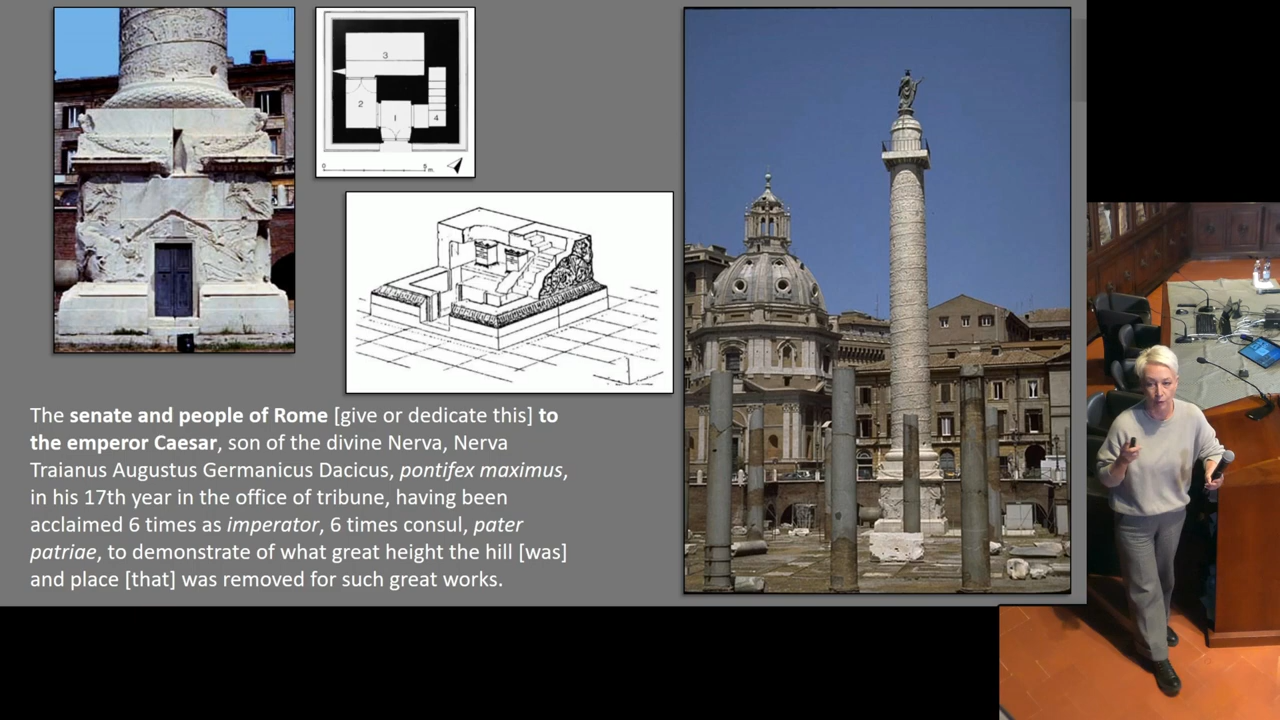 3
2
1
4
0 5 m.
The senate and people of Rome [give or dedicate this] to
the emperor Caesar, son of the divine Nerva, Nerva
Traianus Augustus Germanicus Dacicus, pontifex maximus,
in his 17th year in the office of tribune, having been
acclaimed 6 times as imperator, 6 times consul, pater
patriae, to demonstrate of what great height the hill [was]
and place [that] was removed for such great works.